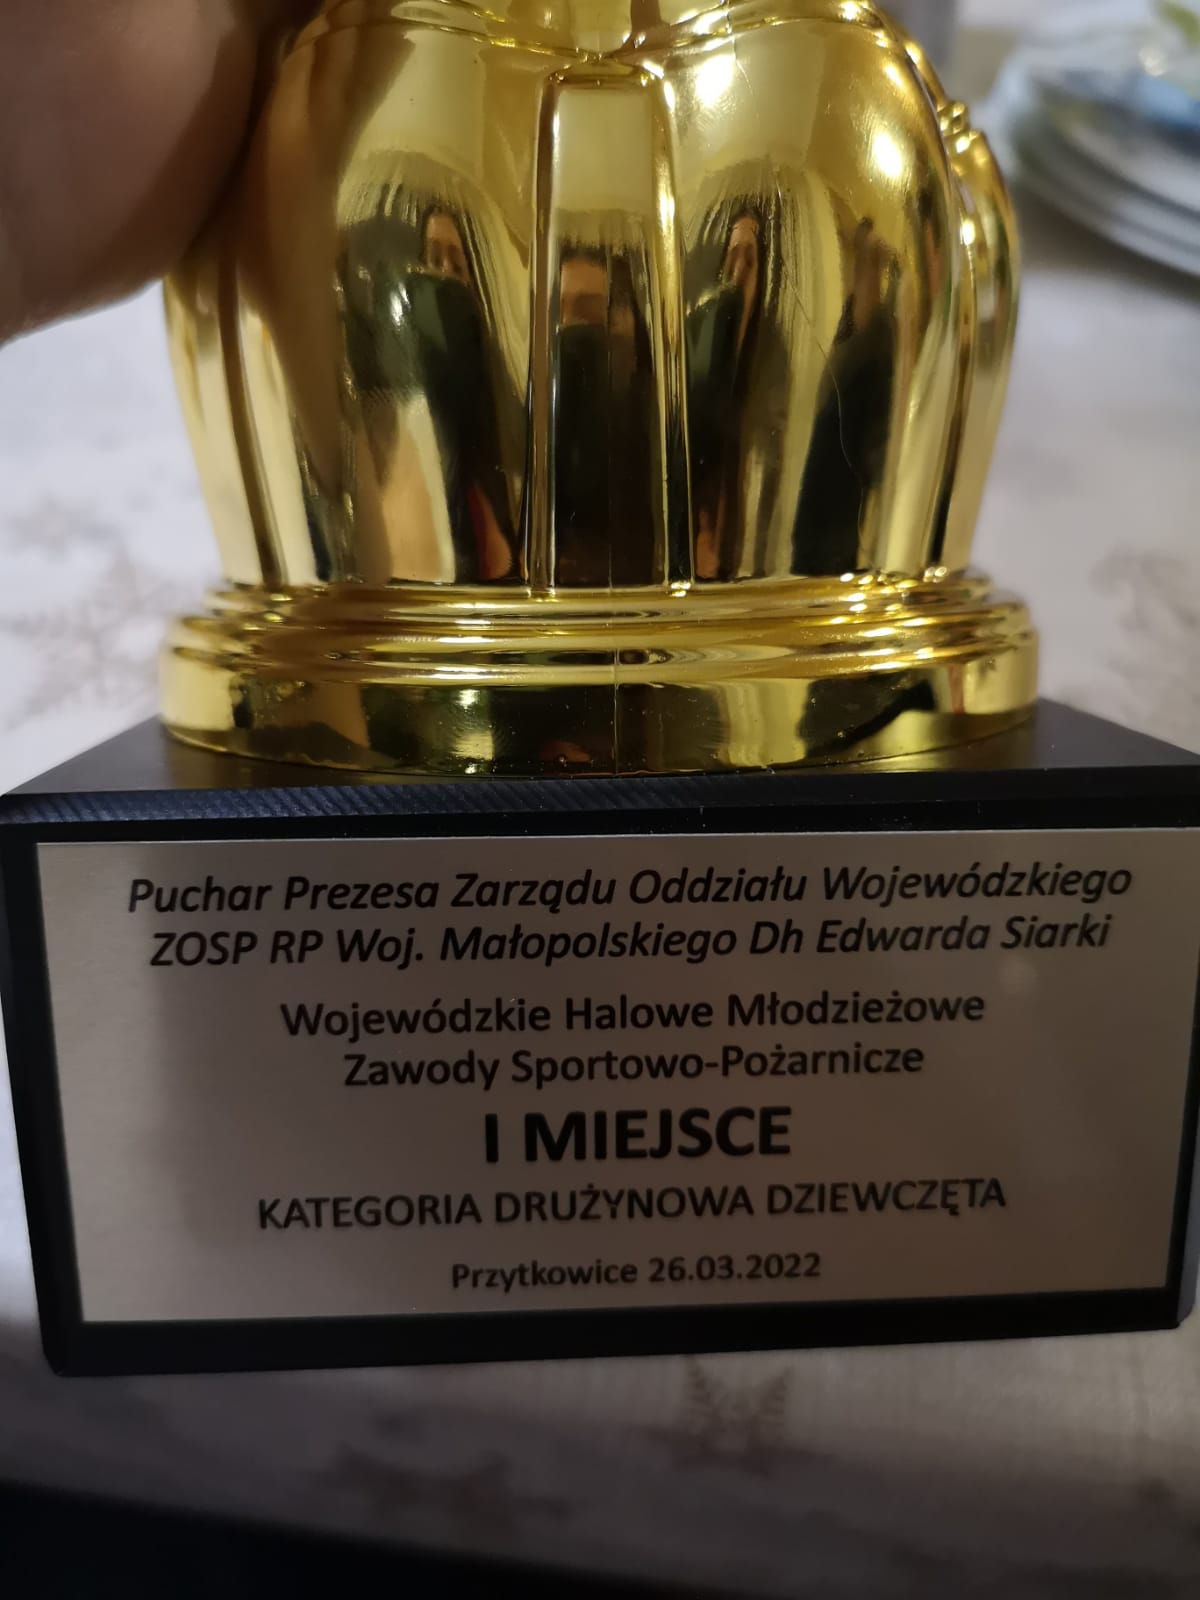 Puchar Prezesa Zarządu Oddziału Wojewódzkiego
ZOSP RP Woj. Małopolskiego Dh Edwarda Siarki
Wojewódzkie Halowe Młodzieżowe
Zawody Sportowo-Pożarnicze
I MIEJSCE
KATEGORIA DRUŻYNOWA DZIEWCZĘTA
Przytkowice 26.03.2022